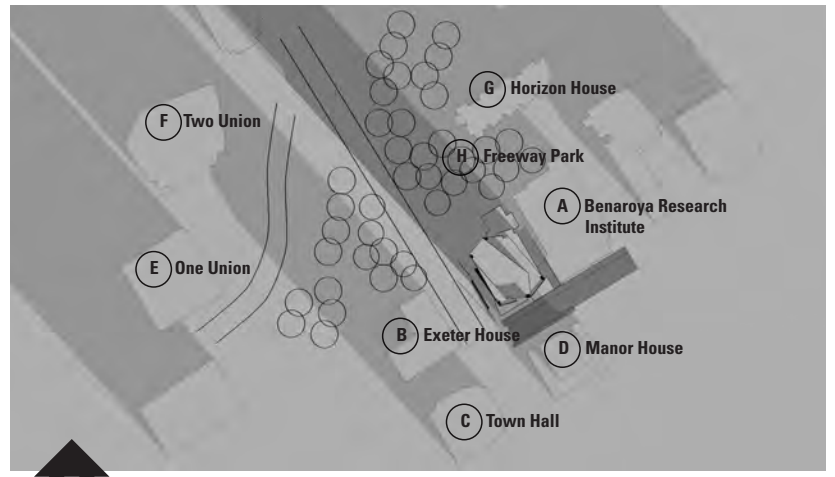 G Horizon House
F Two Union
H Freeway Park
A Benaroya Research
Institute
E One Union
B Exeter House
D Manor House
C Town Hall